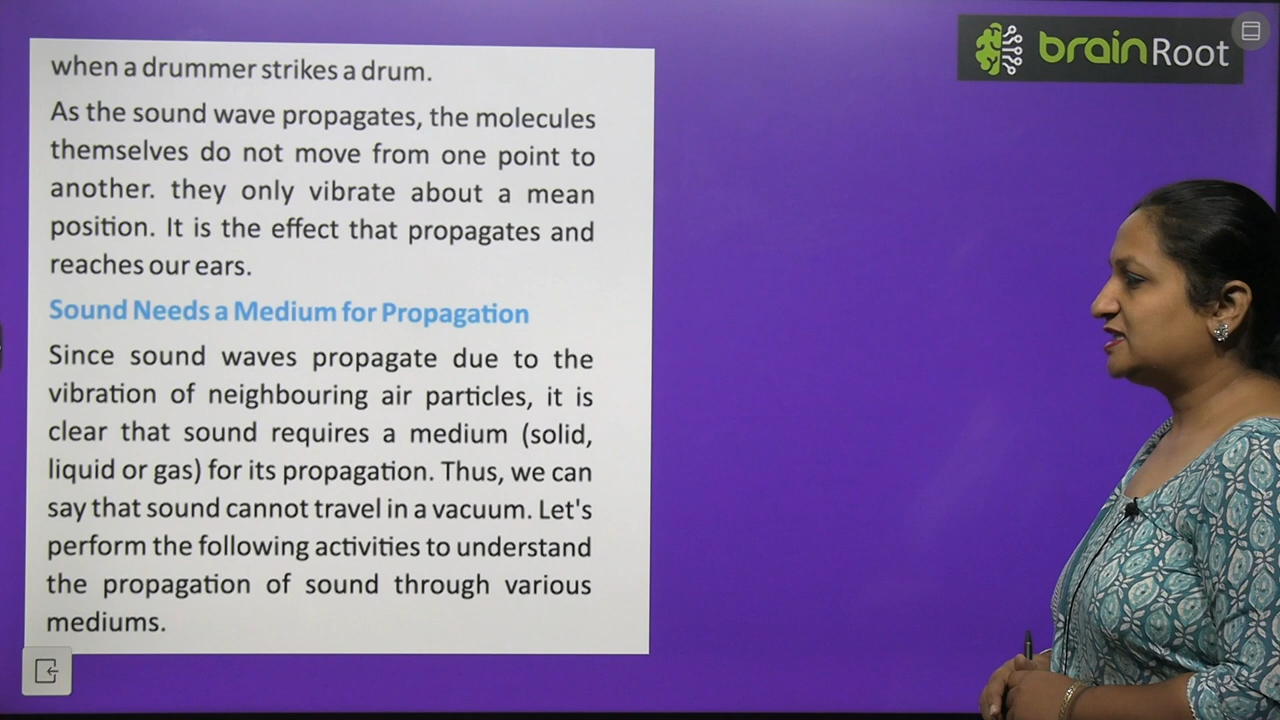 when a drummer strikes a drum.
As the sound wave propagates, the molecules
themselves do not move from one point to
another. they only vibrate about a mean
position. It is the effect that propagates and
reaches our ears.
Sound Needs a Medium for Propagation
Since sound waves propagate due to the
vibration of neighbouring air particles, it is
clear that sound requires a medium (solid,
liquid or gas) for its propagation. Thus, we can
say that sound cannot travel in a vacuum. Let's
perform the following activities to understand
the propagation of sound through various
mediums.
brainRoot